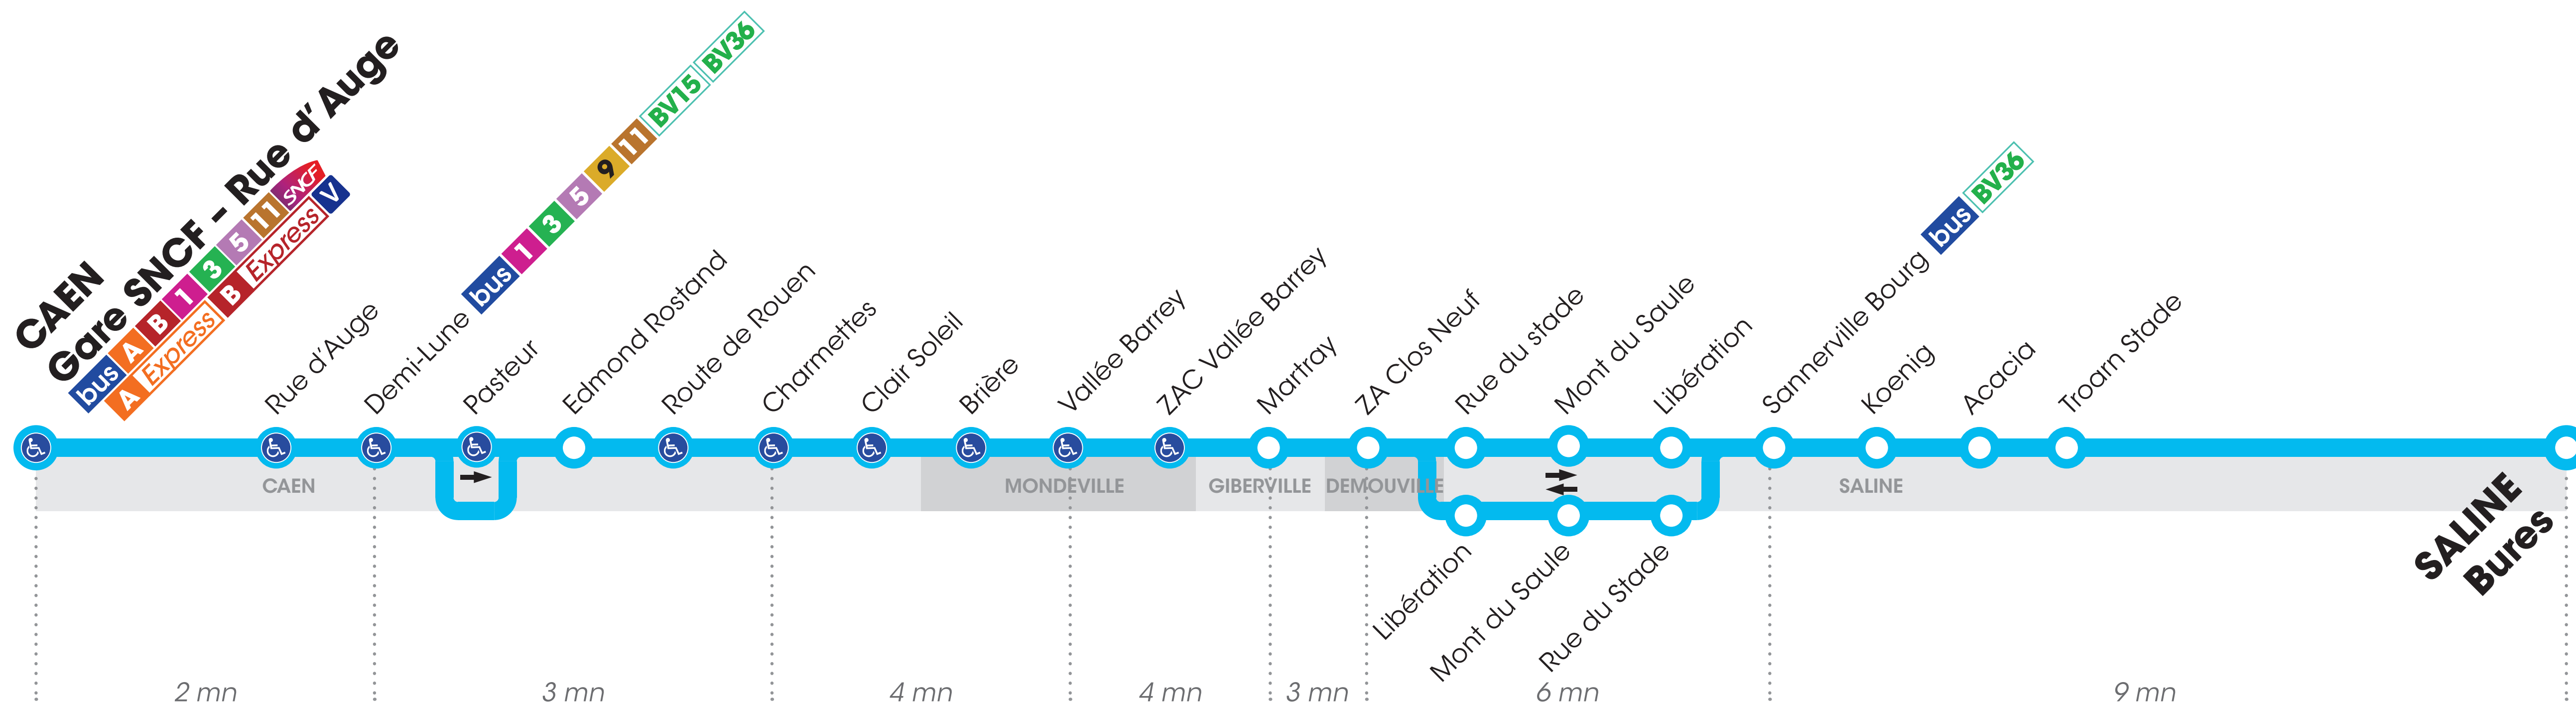 CAEN
Gare SNCF - Rue d'Auge
bus A B 1 3 5 11 SNCF
A Express B Express V
Rue d'Auge
Demi-Lune bus 1 3 5 9 11 BV15 BV36
Pasteur
Edmond Rostand
Route de Rouen
Charmettes
Clair Soleil
Brière
Vallée Barrey
ZAC Vallée Barrey
Martray
ZA Clos Neuf
Rue du stade
Mont du Saule
Libération
Sannerville Bourg bus BV36
Koenig
Acacia
Troarn Stade
CAEN
MONDEVILLE
GIBERVILLE
DEMOUVILLE
SALINE
SALINE
Bures
Libération
Mont du Saule
Rue du Stade
2 mn
3 mn
4 mn
4 mn
3 mn
6 mn
9 mn